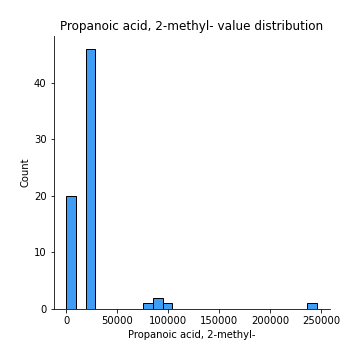 Propanoic acid, 2-methyl- value distribution
Count
40
30
20
10
0
0 50000 100000 150000 200000 250000
Propanoic acid, 2-methyl-